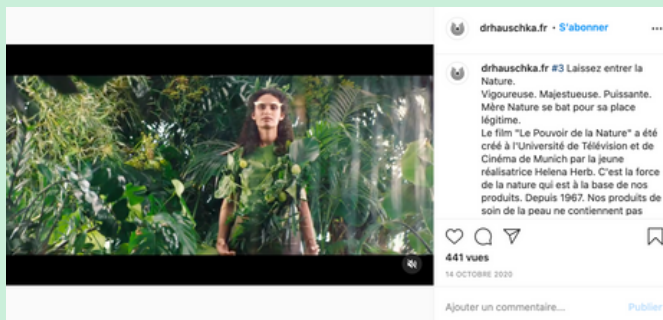 drhauschka.fr • S'abonner
drhauschka.fr #3 Laissez entrer la
Nature.
Vigoureuse. Majestueuse. Puissante.
Mère Nature se bat pour sa place
légitime.
Le film "Le Pouvoir de la Nature" a été
créé à l'Université de Télévision et de
Cinéma de Munich par la jeune
réalisatrice Helena Herb. C'est la force
de la nature qui est à la base de nos
produits. Depuis 1967. Nos produits de
soin de la peau ne contiennent pas
441 vues
14 OCTOBRE 2020
Ajouter un commentaire...
Publier